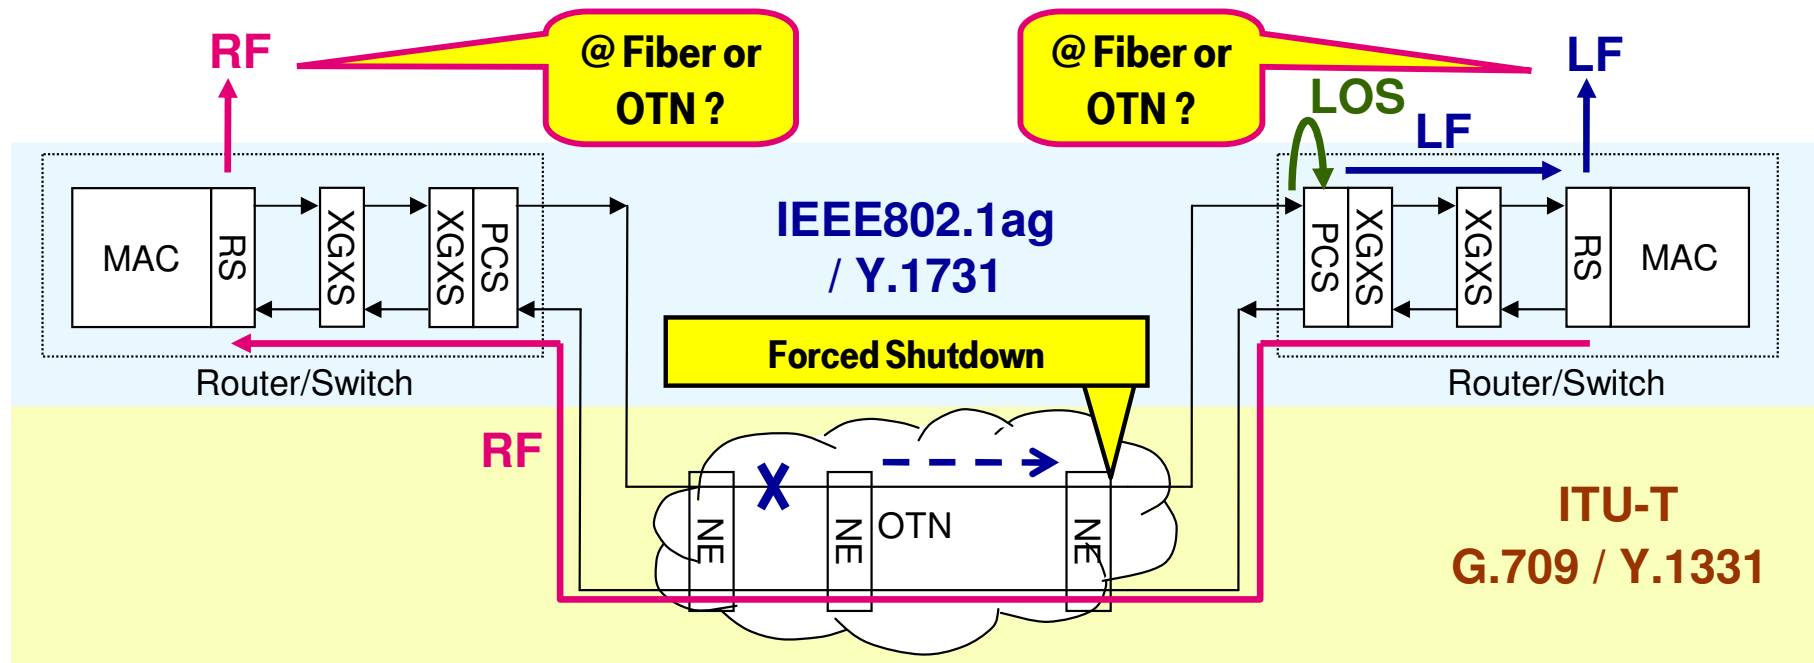 RF
@ Fiber or
OTN ?
@ Fiber or
OTN ?
LF
LOS
LF
MAC
RS
XGXS
XGXS
PCS
IEEE802.1ag
/ Y.1731
PCS
XGXS
XGXS
RS
MAC
Forced Shutdown
Router/Switch
Router/Switch
RF
NE
NE
OTN
NE
ITU-T
G.709 / Y.1331